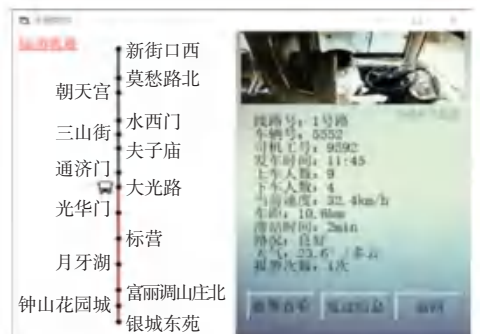 新街口西
莫愁路北
朝天宫
水西门
三山街
夫子庙
通济门
大光路
光华门
标营
月牙湖
富丽调山庄北
钟山花园城
银城东苑
线路号: 1号路
车辆号: 5552
司机工号: 9592
发车时间: 11:45
上车人数: 9
下车人数: 4
当前速度: 32.4km/h
车距: 10.6km
滞站时间: 2min
路况: 良好
天气: 23.6° /多云
报警次数: 1次
返回